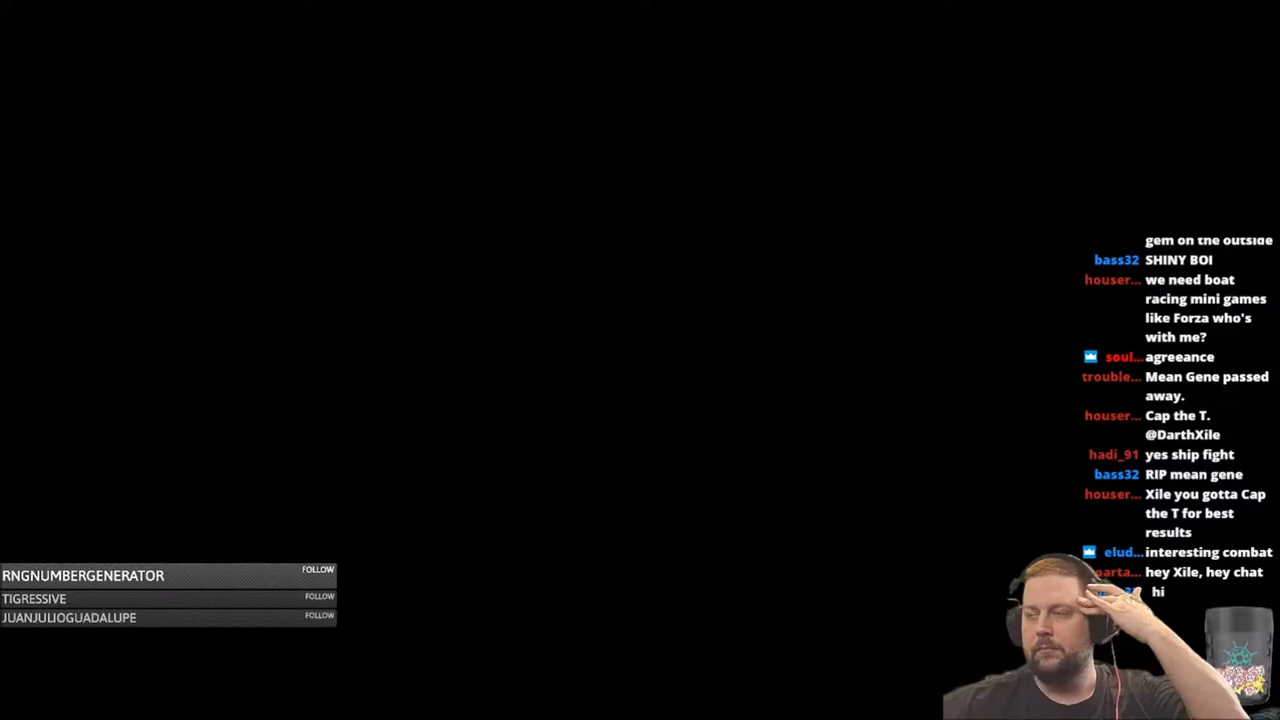 gem on the outside
bass32 SHINY BOI
houser... we need boat
racing mini games
like Forza who's
with me?
soul... agreeance
trouble... Mean Gene passed
away.
houser... Cap the T.
@DarthXile
hadi_91 yes ship fight
bass32 RIP mean gene
houser... Xile you gotta Cap
the T for best
results
elud... interesting combat
hey Xile, hey chat
hi
RNGNUMBERGENERATOR FOLLOW
TIGRESSIVE FOLLOW
JUANJULIOGUADALUPE FOLLOW